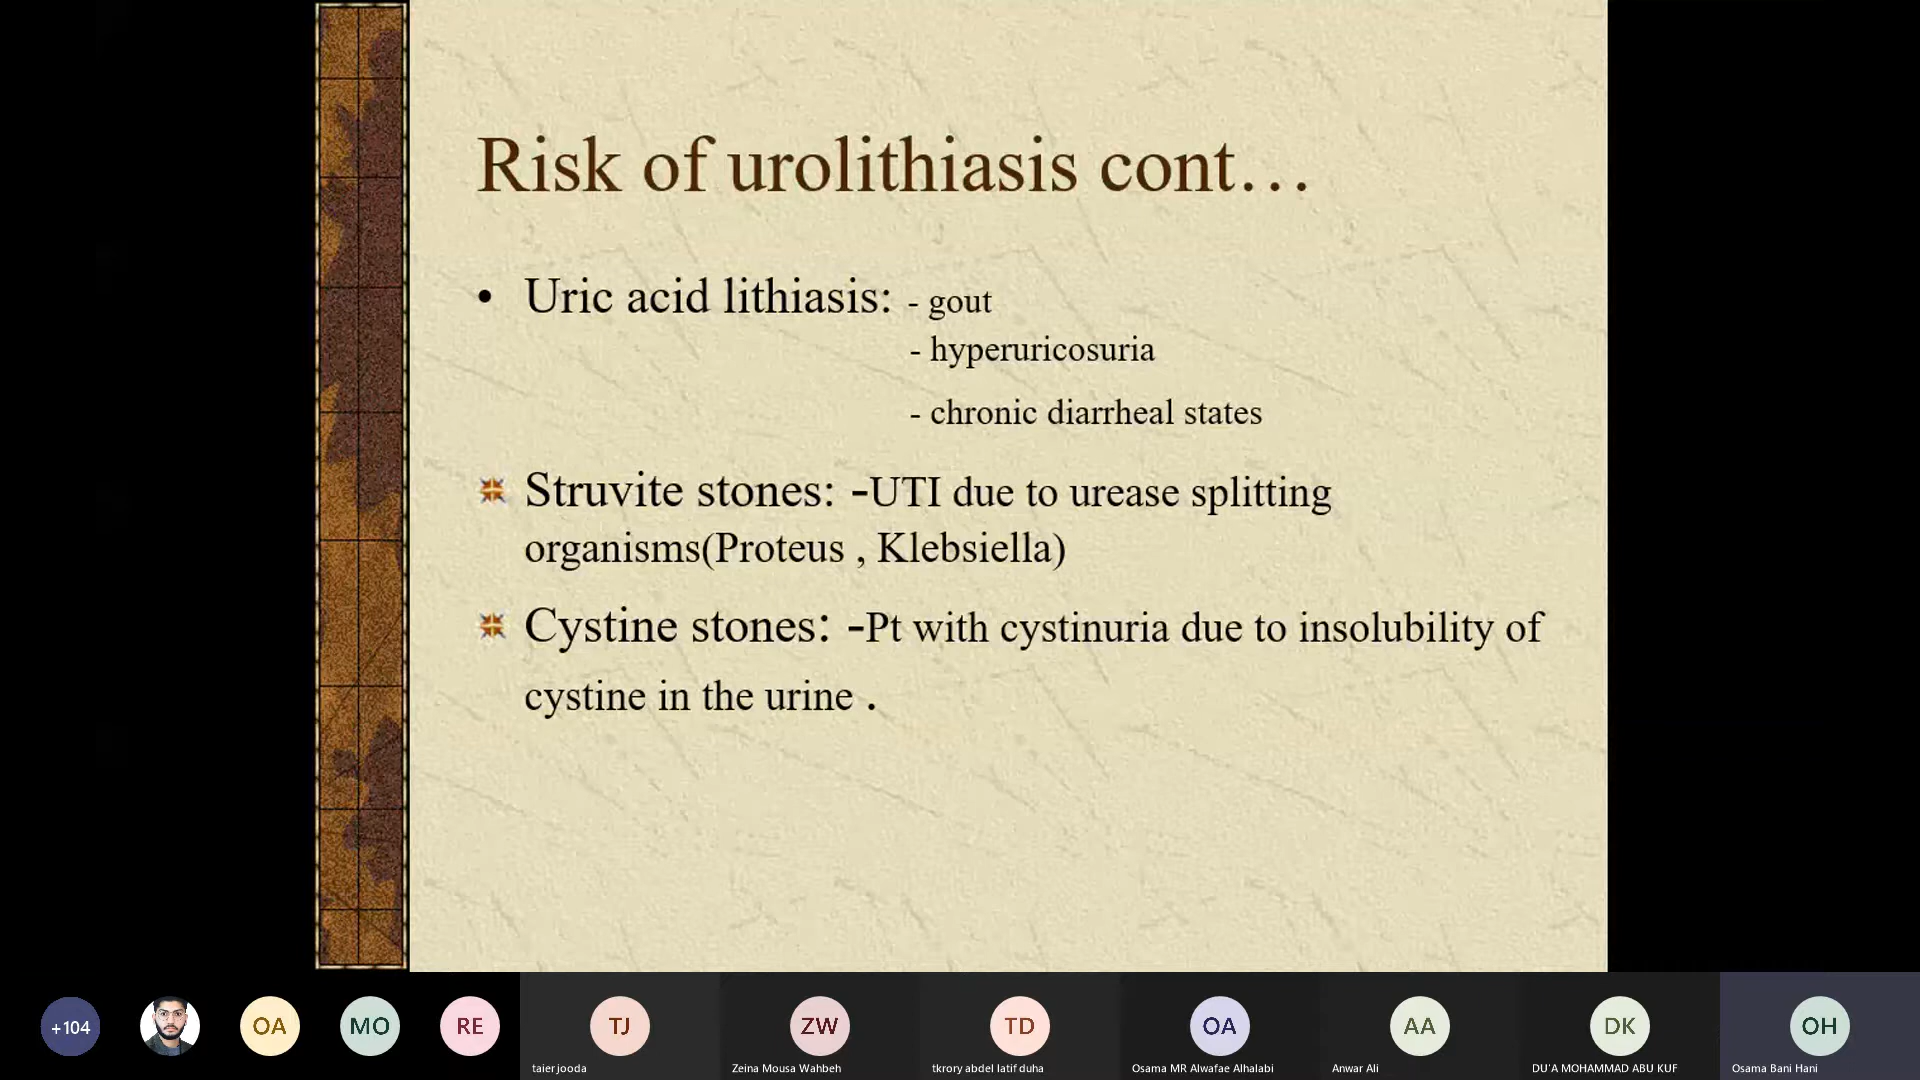 Risk of urolithiasis cont…
• Uric acid lithiasis: - gout
- hyperuricosuria
- chronic diarrheal states
Struvite stones: -UTI due to urease splitting
organisms(Proteus , Klebsiella)
Cystine stones: -Pt with cystinuria due to insolubility of
cystine in the urine .
+104
OA
MO
RE
TJ
ZW
TD
OA
AA
DK
OH
taier jooda
Zeina Mousa Wahbeh
tkrory abdel latif duha
Osama MR Alwafae Alhalabi
Anwar Ali
DU'A MOHAMMAD ABU KUF
Osama Bani Hani